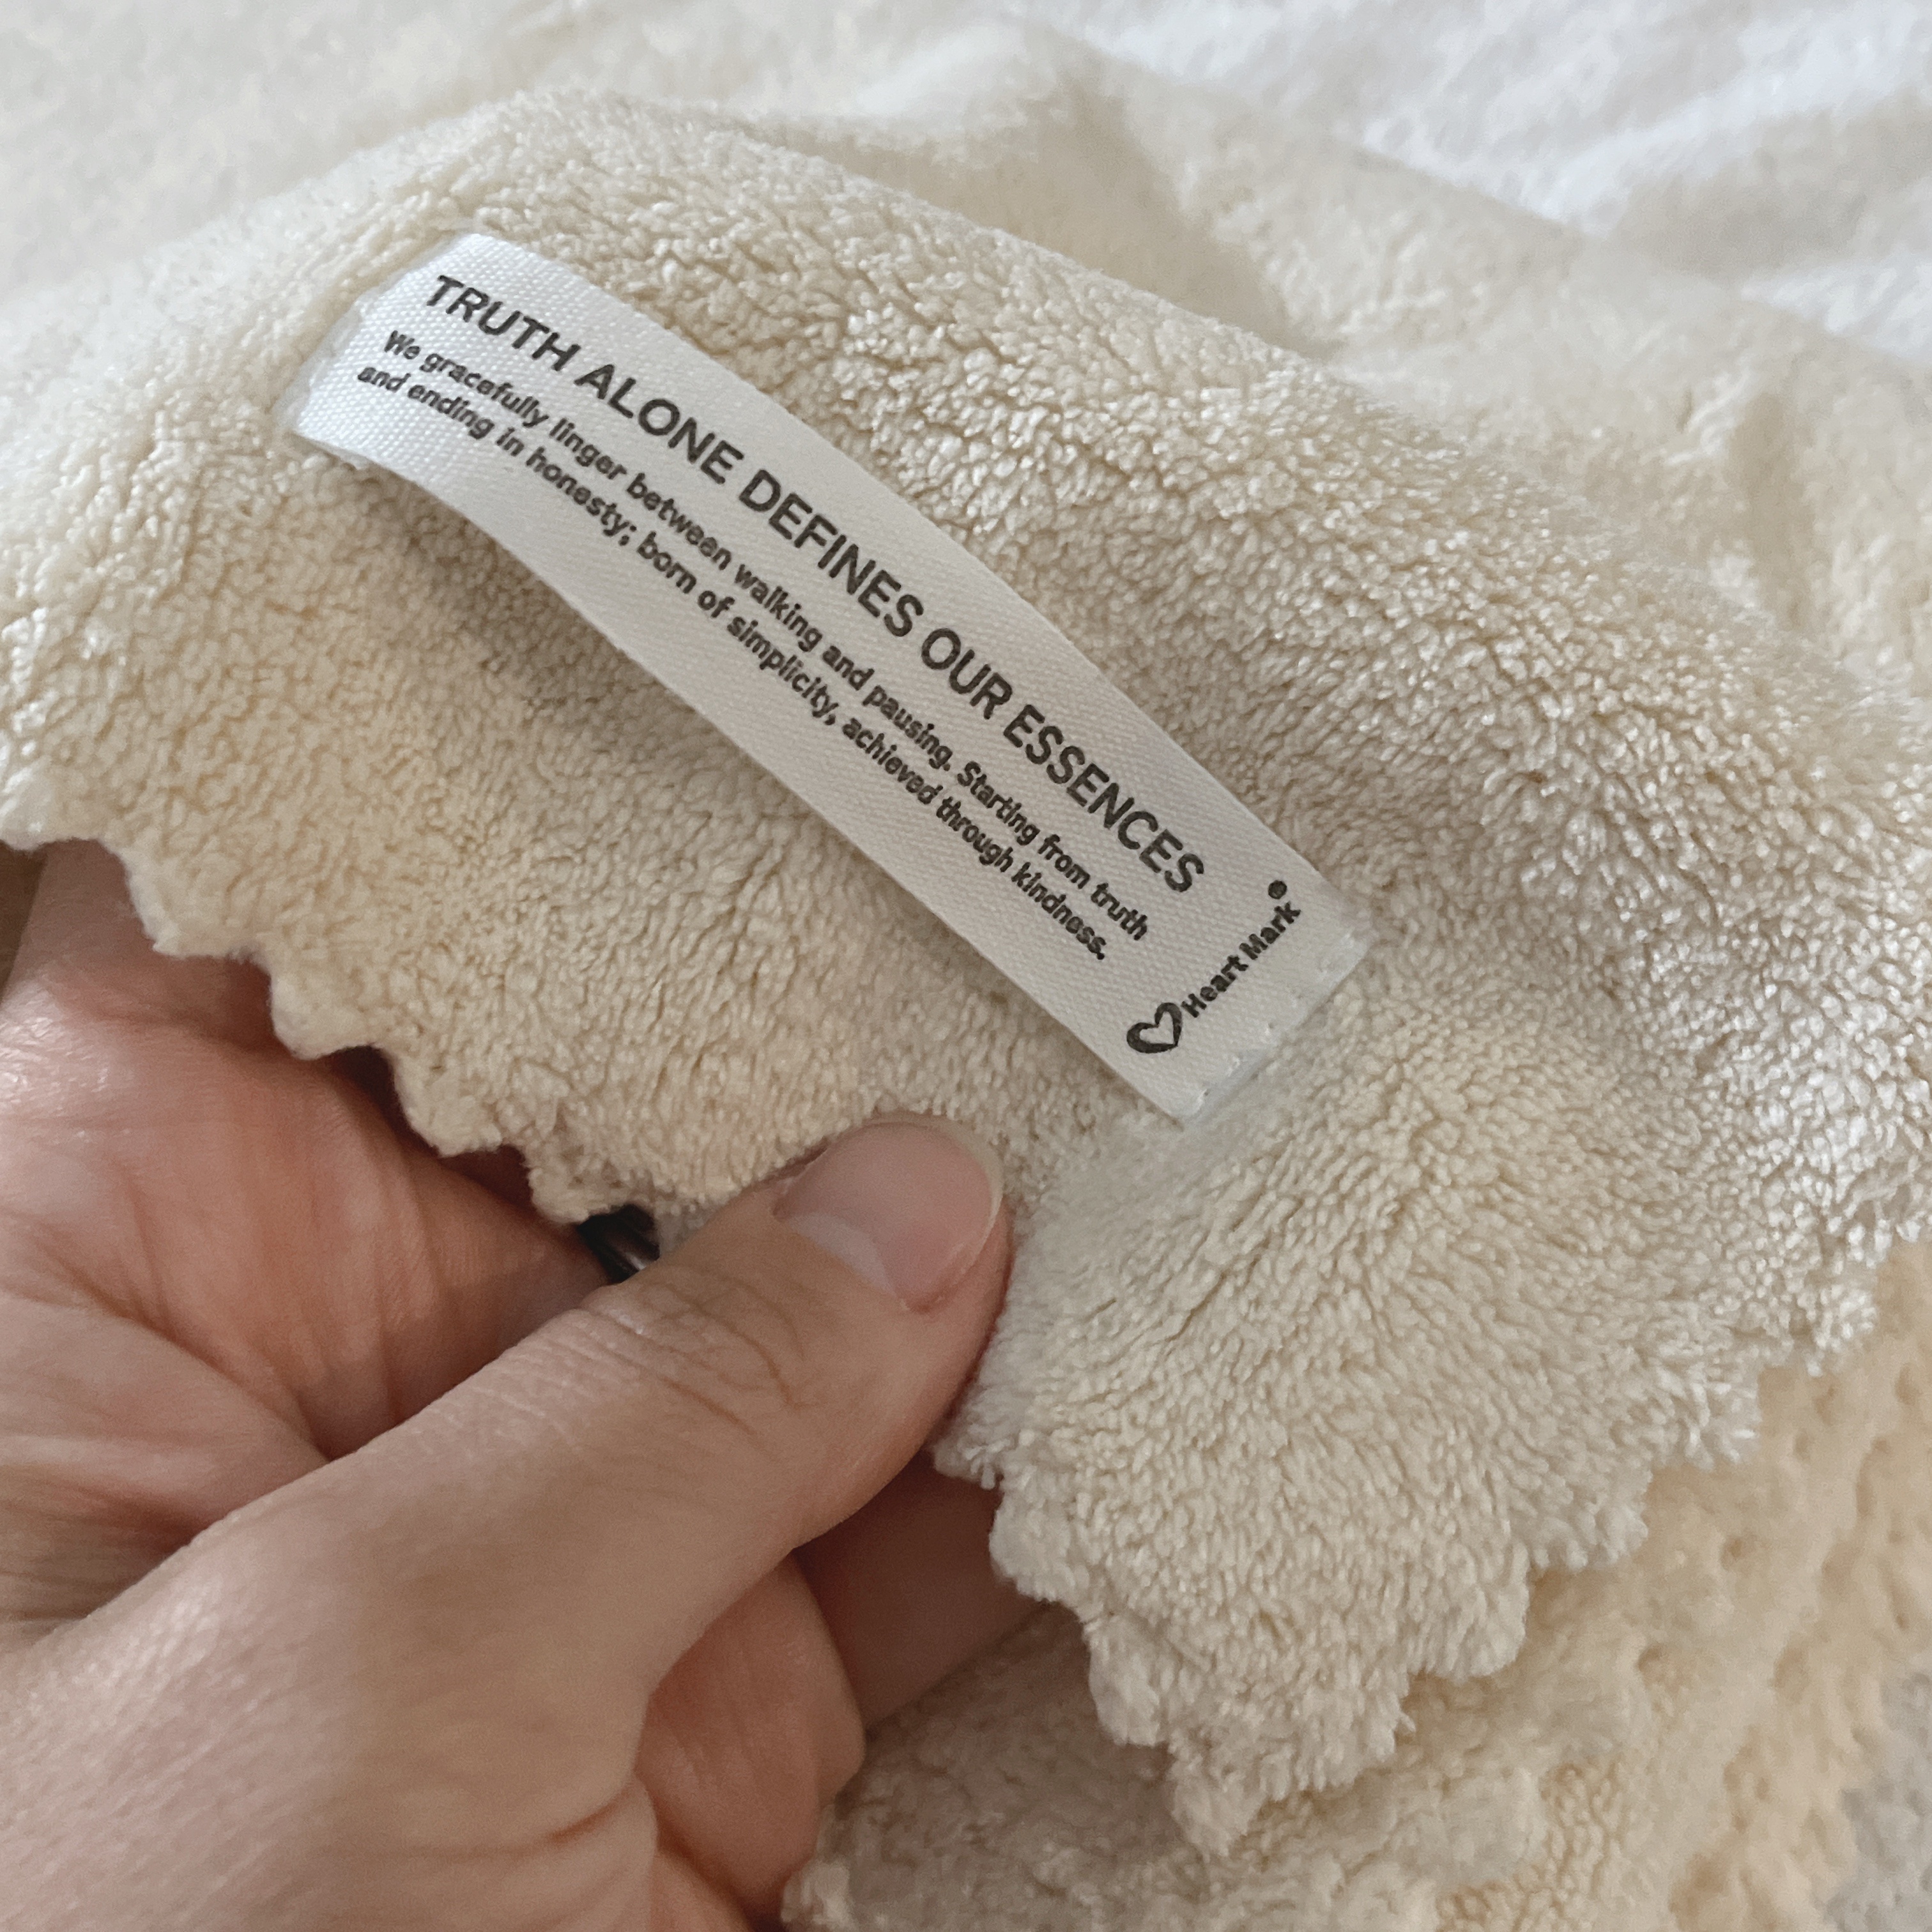 TRUTH ALONE DEFINES OUR ESSENCES
We gracefully linger between walking and pausing. Starting from truth
and ending in honesty; born of simplicity, achieved through kindness.
Heart Mark